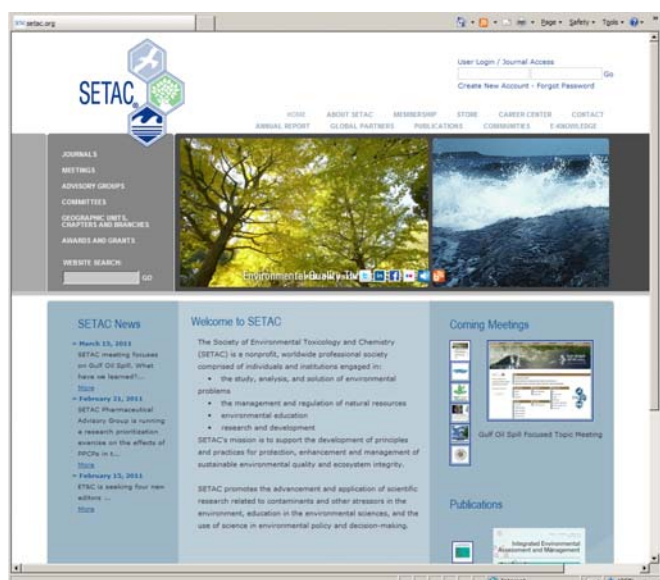 setac.org
Page Safety Tools
User Login / Journal Access
Go
Create New Account - Forgot Password
SETAC®
HOME ABOUT SETAC MEMBERSHIP STORE CAREER CENTER CONTACT
ANNUAL REPORT GLOBAL PARTNERS PUBLICATIONS COMMUNITIES E-KNOWLEDGE
JOURNALS
MEETINGS
ADVISORY GROUPS
COMMITTEES
GEOGRAPHIC UNITS,
CHAPTERS AND BRANCHES
AWARDS AND GRANTS
WEBSITE SEARCH:
GO
Environmental Quality
SETAC News
» March 15, 2011
SETAC meeting focuses
on Gulf Oil Spill. What
have we learned?...
More
» February 21, 2011
SETAC Pharmaceutical
Advisory Group is running
a research prioritization
exercise on the effects of
PPCPs in t...
More
» February 15, 2011
ET&C is seeking four new
editors ...
More
Welcome to SETAC
The Society of Environmental Toxicology and Chemistry
(SETAC) is a nonprofit, worldwide professional society
comprised of individuals and institutions engaged in:
• the study, analysis, and solution of environmental
problems
• the management and regulation of natural resources
• environmental education
• research and development
SETAC's mission is to support the development of principles
and practices for protection, enhancement and management of
sustainable environmental quality and ecosystem integrity.
SETAC promotes the advancement and application of scientific
research related to contaminants and other stressors in the
environment, education in the environmental sciences, and the
use of science in environmental policy and decision-making.
Coming Meetings
Gulf Oil Spill Focused Topic Meeting
Publications
Integrated Environmental
Assessment and Management